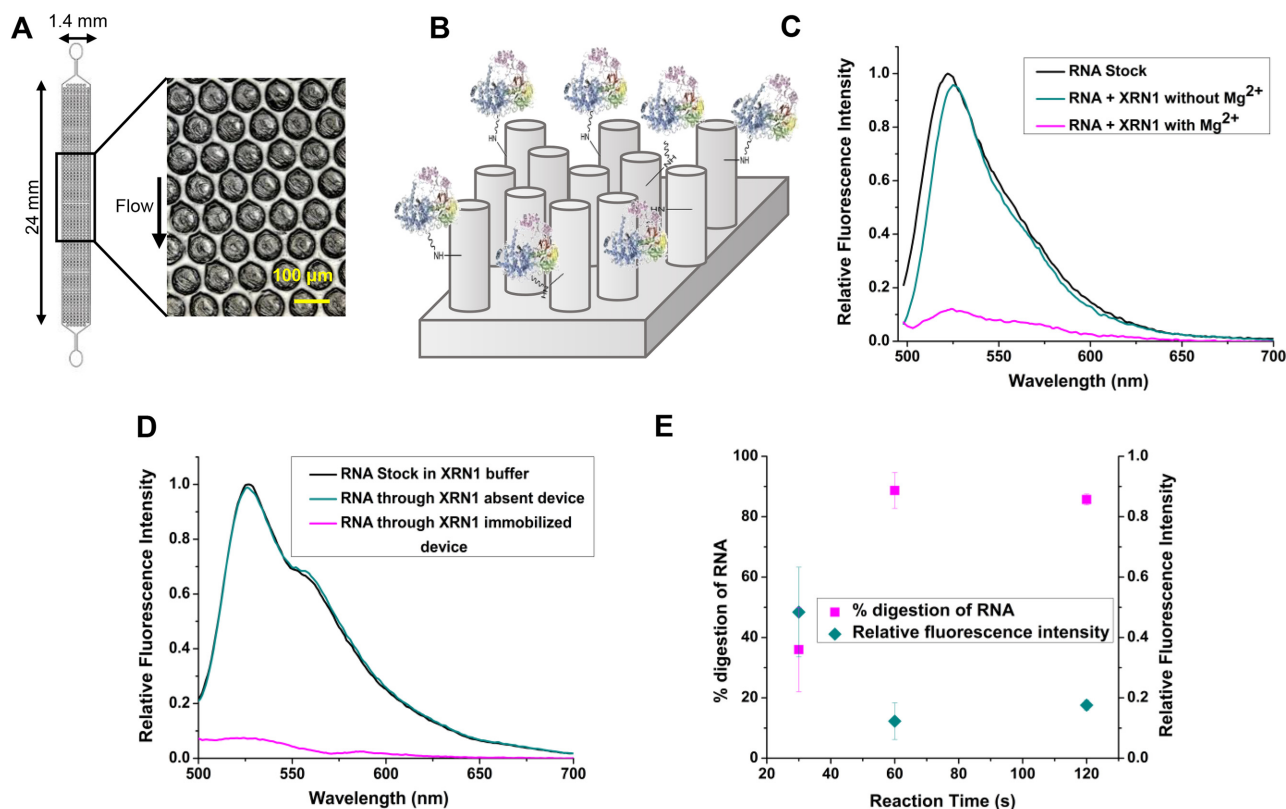 A
1.4 mm
24 mm
Flow
100 µm
B
HN
HN
NH
NH
HN
NH
NH
C
Relative Fluorescence Intensity
1.0
0.8
0.6
0.4
0.2
0.0
RNA Stock
RNA + XRN1 without Mg2+
RNA + XRN1 with Mg2+
500 550 600 650 700
Wavelength (nm)
D
Relative Fluorescence Intensity
1.0
0.8
0.6
0.4
0.2
0.0
RNA Stock in XRN1 buffer
RNA through XRN1 absent device
RNA through XRN1 immobilized
device
500 550 600 650 700
Wavelength (nm)
E
% digestion of RNA
100
80
60
40
20
0
% digestion of RNA
Relative fluorescence intensity
1.0
0.8
0.6
0.4
0.2
0.0
Relative Fluorescence Intensity
20 40 60 80 100 120
Reaction Time (s)